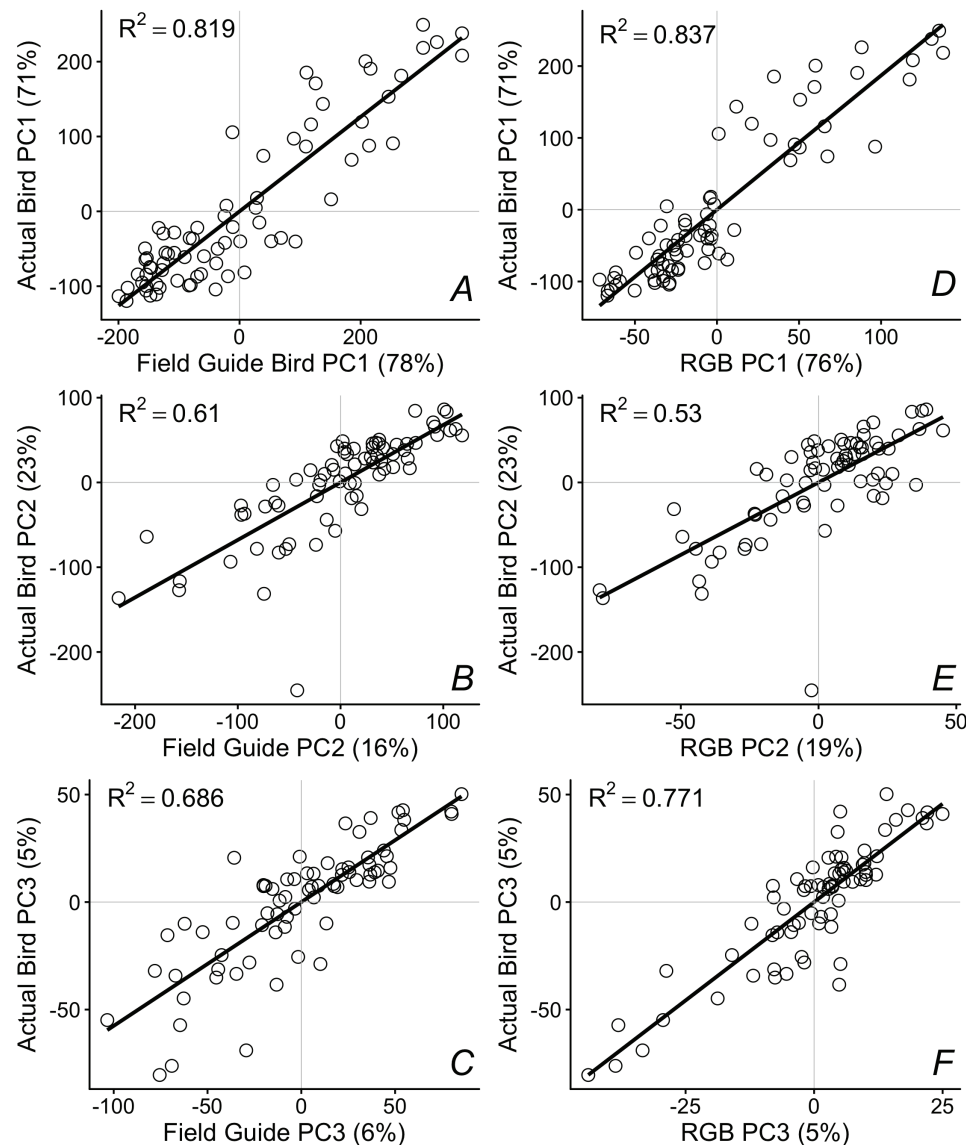 R² = 0.819
Actual Bird PC1 (71%)
200
100
0
-100
A
-200
0
200
Field Guide Bird PC1 (78%)
R² = 0.837
Actual Bird PC1 (71%)
200
100
0
-100
D
-50
0
50
100
RGB PC1 (76%)
R² = 0.61
Actual Bird PC2 (23%)
100
0
-100
-200
B
-200
-100
0
100
Field Guide PC2 (16%)
R² = 0.53
Actual Bird PC2 (23%)
100
0
-100
-200
E
-50
0
50
RGB PC2 (19%)
R² = 0.686
Actual Bird PC3 (5%)
50
0
-50
C
-100
-50
0
50
Field Guide PC3 (6%)
R² = 0.771
Actual Bird PC3 (5%)
50
0
-50
F
-25
0
25
RGB PC3 (5%)